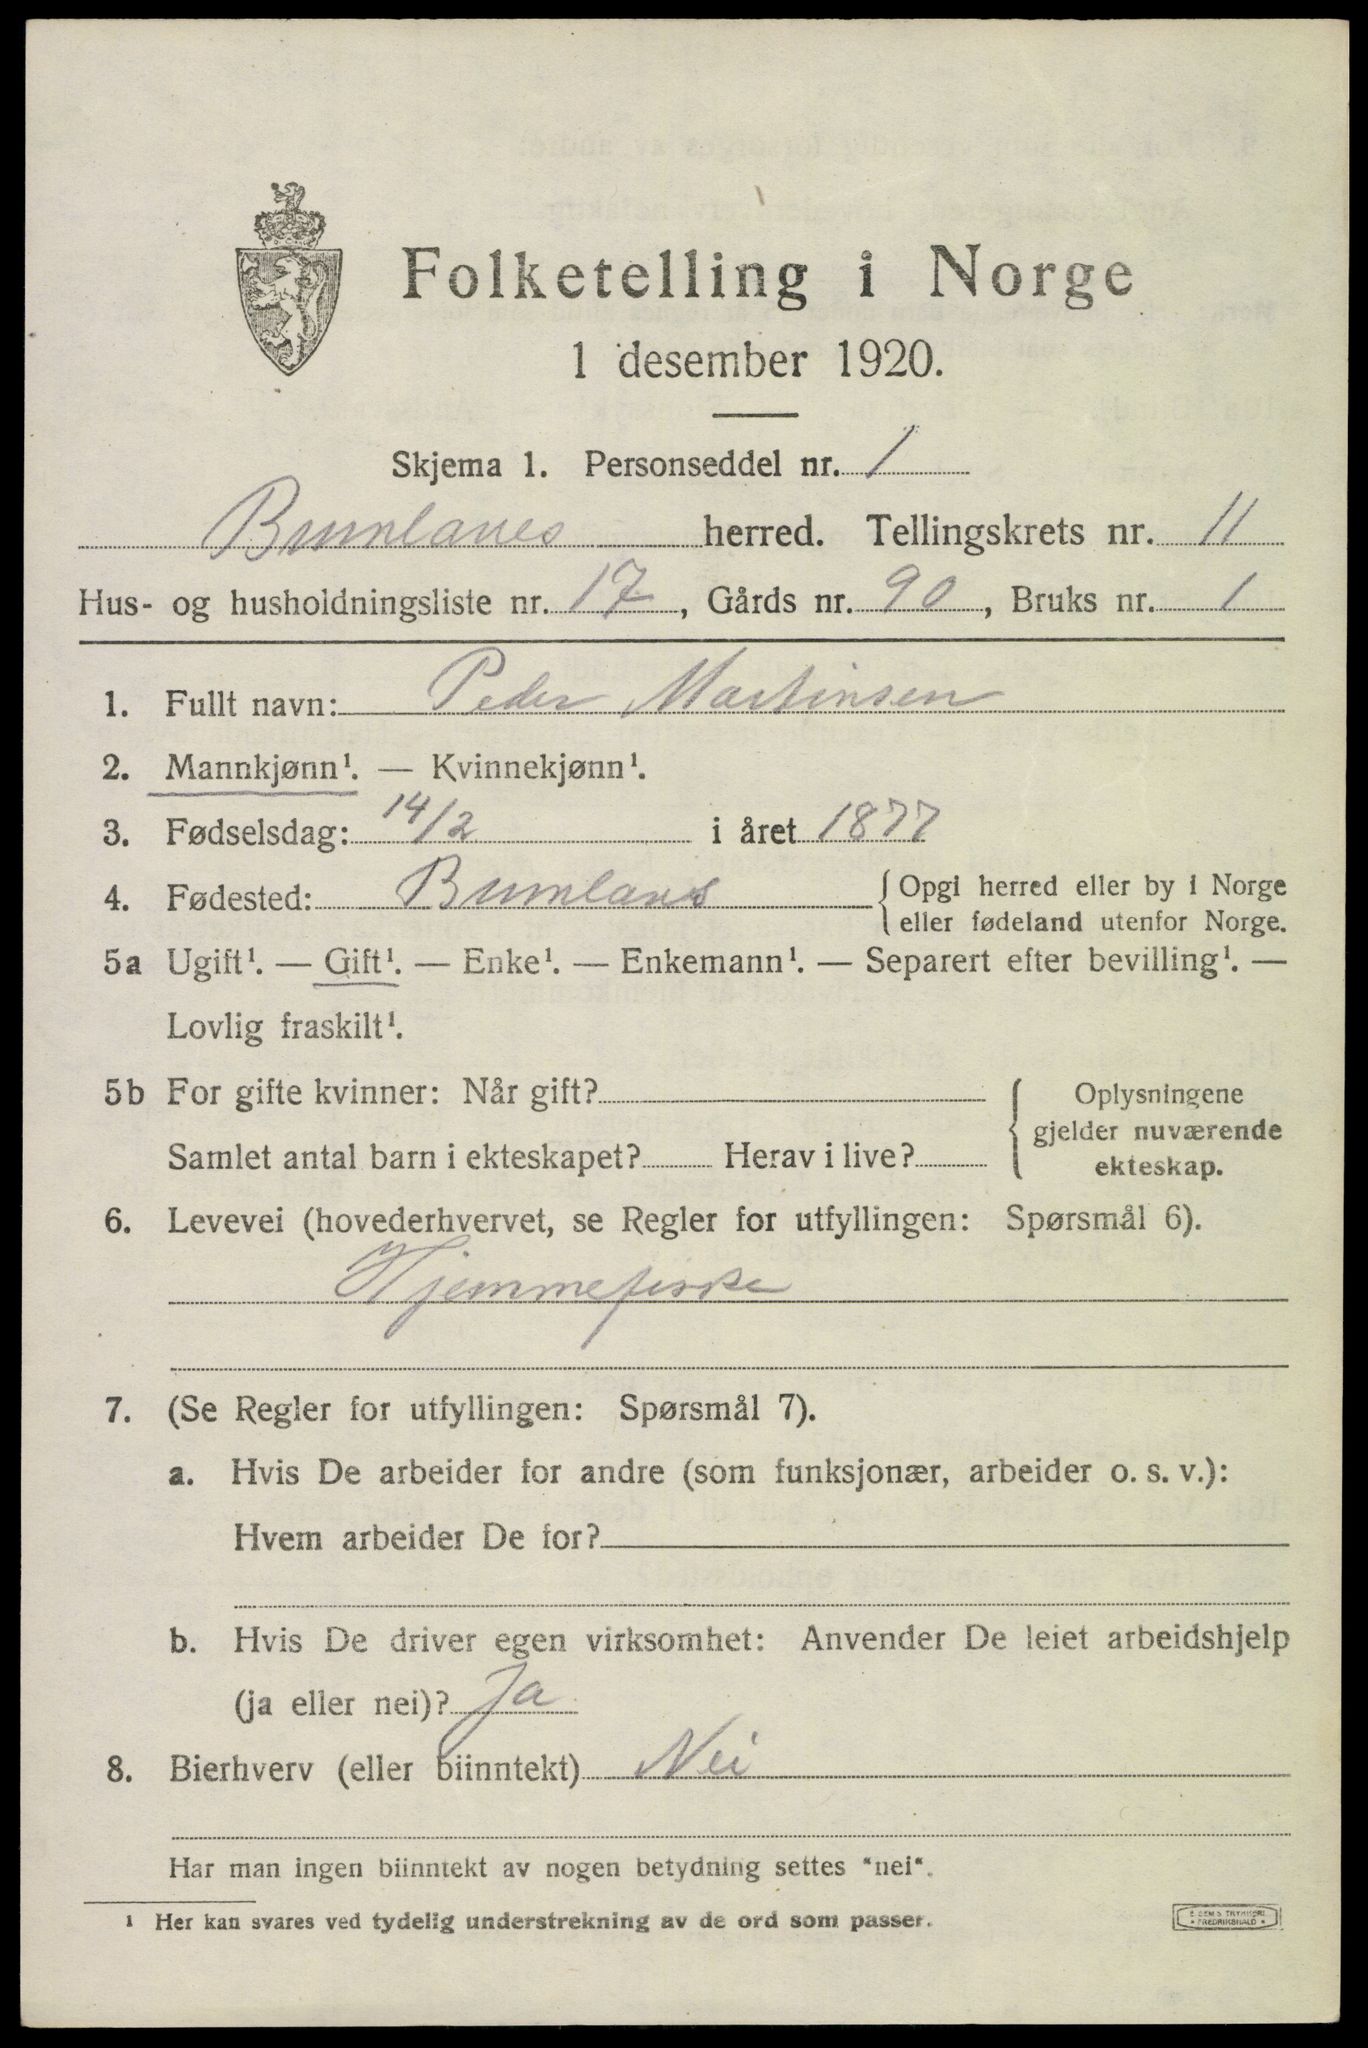 Folketelling i Norge
1 desember 1920.
Skjema 1. Personseddel nr. 1
Brunlanes herred. Tellingskrets nr. 11
Hus- og husholdningsliste nr. 17, Gårds nr. 90, Bruks nr. 1
1. Fullt navn: Peder Martinsen
2. Mannkjønn¹. — Kvinnekjønn¹.
3. Fødselsdag: 14/2 i året 1877
4. Fødested: Brunlanes { Opgi herred eller by i Norge
eller fødeland utenfor Norge.
5a Ugift¹. — Gift¹. — Enke¹. — Enkemann¹. — Separert efter bevilling¹. —
Lovlig fraskilt¹.
5b For gifte kvinner: Når gift?
Samlet antal barn i ekteskapet? Herav i live?
{ Oplysningene
gjelder nuværende
ekteskap.
6. Levevei (hovederhvervet, se Regler for utfyllingen: Spørsmål 6).
Hjemmefiske
7. (Se Regler for utfyllingen: Spørsmål 7).
a. Hvis De arbeider for andre (som funksjonær, arbeider o. s. v.):
Hvem arbeider De for?
b. Hvis De driver egen virksomhet: Anvender De leiet arbeidshjelp
(ja eller nei)? Ja
8. Bierhverv (eller biinntekt) Nei
Har man ingen biinntekt av nogen betydning settes "nei".
¹ Her kan svares ved tydelig understrekning av de ord som passer.
E. SEMS TRYKKERI
• FREDRIKSHALD •